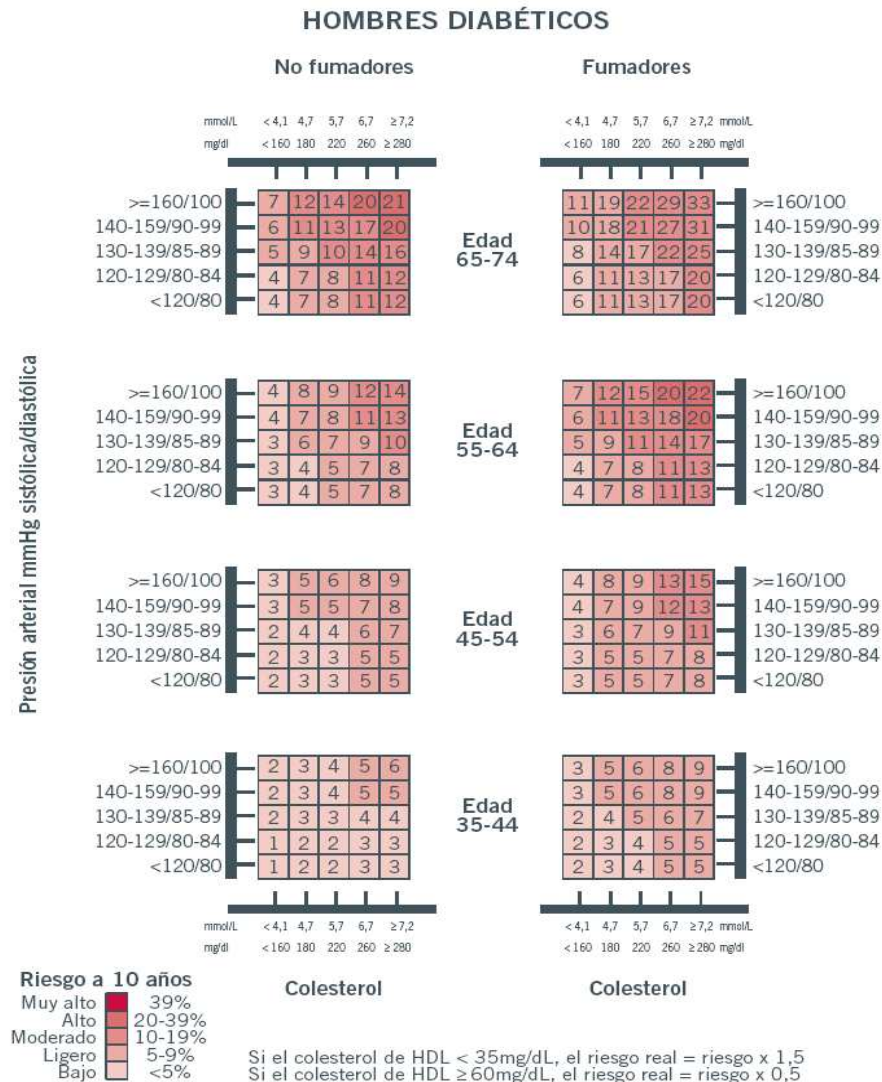 HOMBRES DIABÉTICOS
No fumadores Fumadores
mmol/L < 4,1 4,7 5,7 6,7 ≥ 7,2 < 4,1 4,7 5,7 6,7 ≥ 7,2 mmol/L
mg/dl < 160 180 220 260 ≥ 280 < 160 180 220 260 ≥ 280 mg/dl
Presión arterial mmHg sistólica/diastólica
>=160/100 7 12 14 20 21 11 19 22 29 33 >=160/100
140-159/90-99 6 11 13 17 20 10 18 21 27 31 140-159/90-99
130-139/85-89 5 9 10 14 16 8 14 17 22 25 130-139/85-89
120-129/80-84 4 7 8 11 12 6 11 13 17 20 120-129/80-84
<120/80 4 7 8 11 12 6 11 13 17 20 <120/80
Edad
65-74
>=160/100 4 8 9 12 14 7 12 15 20 22 >=160/100
140-159/90-99 4 7 8 11 13 6 11 13 18 20 140-159/90-99
130-139/85-89 3 6 7 9 10 5 9 11 14 17 130-139/85-89
120-129/80-84 3 4 5 7 8 4 7 8 11 13 120-129/80-84
<120/80 3 4 5 7 8 4 7 8 11 13 <120/80
Edad
55-64
>=160/100 3 5 6 8 9 4 8 9 13 15 >=160/100
140-159/90-99 3 5 5 7 8 4 7 9 12 13 140-159/90-99
130-139/85-89 2 4 4 6 7 3 6 7 9 11 130-139/85-89
120-129/80-84 2 3 3 5 5 3 5 5 7 8 120-129/80-84
<120/80 2 3 3 5 5 3 5 5 7 8 <120/80
Edad
45-54
>=160/100 2 3 4 5 6 3 5 6 8 9 >=160/100
140-159/90-99 2 3 4 5 5 3 5 6 8 9 140-159/90-99
130-139/85-89 2 3 3 4 4 2 4 5 6 7 130-139/85-89
120-129/80-84 1 2 2 3 3 2 3 4 5 5 120-129/80-84
<120/80 1 2 2 3 3 2 3 4 5 5 <120/80
Edad
35-44
mmol/L < 4,1 4,7 5,7 6,7 ≥ 7,2 < 4,1 4,7 5,7 6,7 ≥ 7,2 mmol/L
mg/dl < 160 180 220 260 ≥ 280 < 160 180 220 260 ≥ 280 mg/dl
Colesterol Colesterol
Riesgo a 10 años
Muy alto 39%
Alto 20-39%
Moderado 10-19%
Ligero 5-9%
Bajo <5%
Si el colesterol de HDL < 35mg/dL, el riesgo real = riesgo x 1,5
Si el colesterol de HDL ≥60mg/dL, el riesgo real = riesgo x 0,5